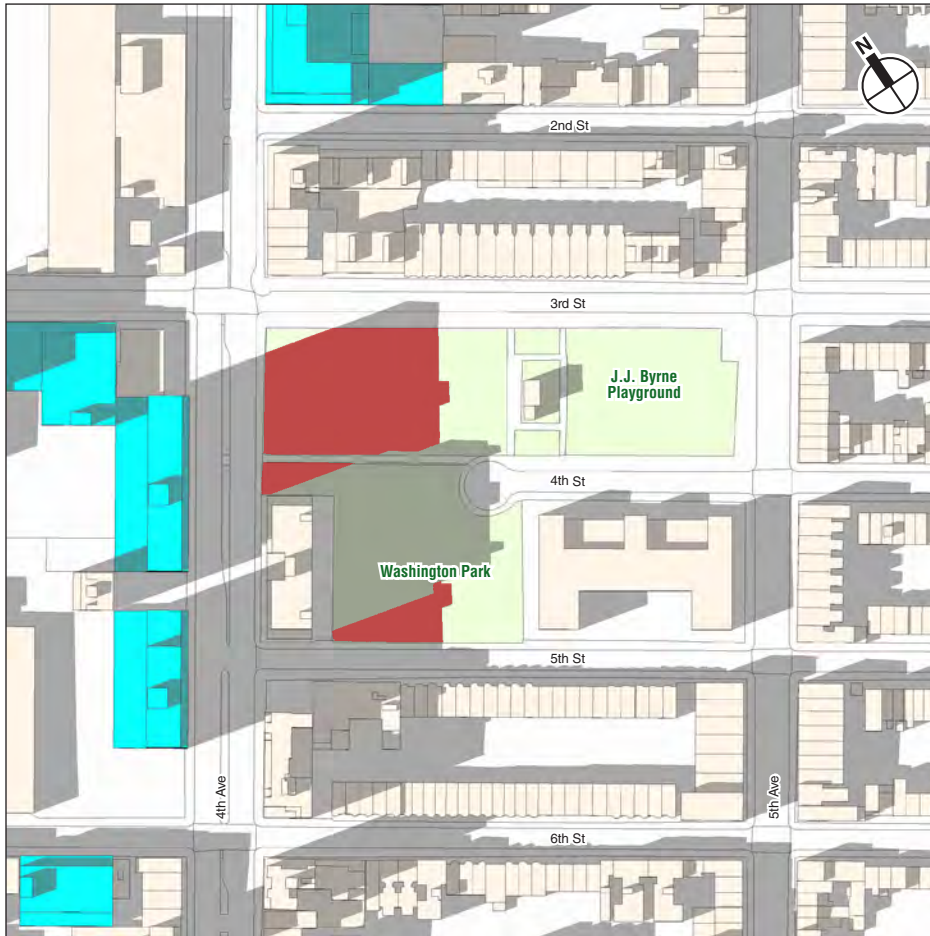 N
2nd St
3rd St
J.J. Byrne
Playground
4th St
Washington Park
5th St
4th Ave
5th Ave
6th St